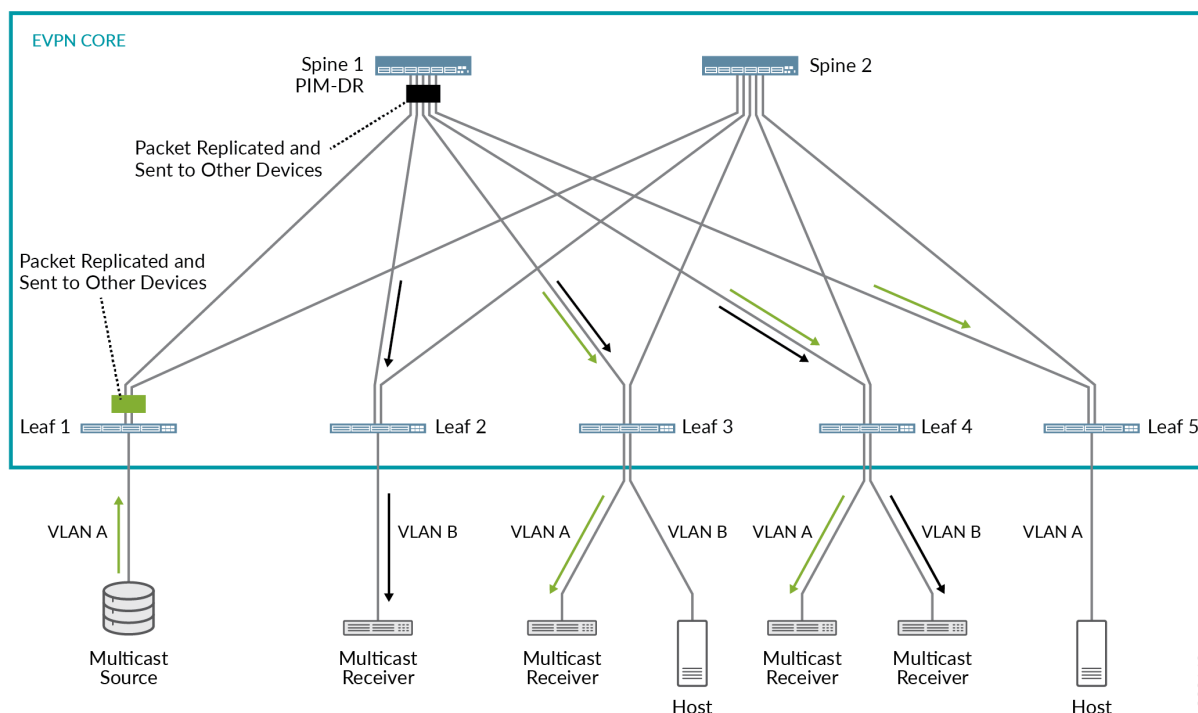 EVPN CORE
Spine 1
PIM-DR
Spine 2
Packet Replicated and
Sent to Other Devices
Packet Replicated and
Sent to Other Devices
Leaf 1
Leaf 2
Leaf 3
Leaf 4
Leaf 5
VLAN A
VLAN B
VLAN A
VLAN B
VLAN A
VLAN B
VLAN A
Multicast
Source
Multicast
Receiver
Multicast
Receiver
Host
Multicast
Receiver
Multicast
Receiver
Host